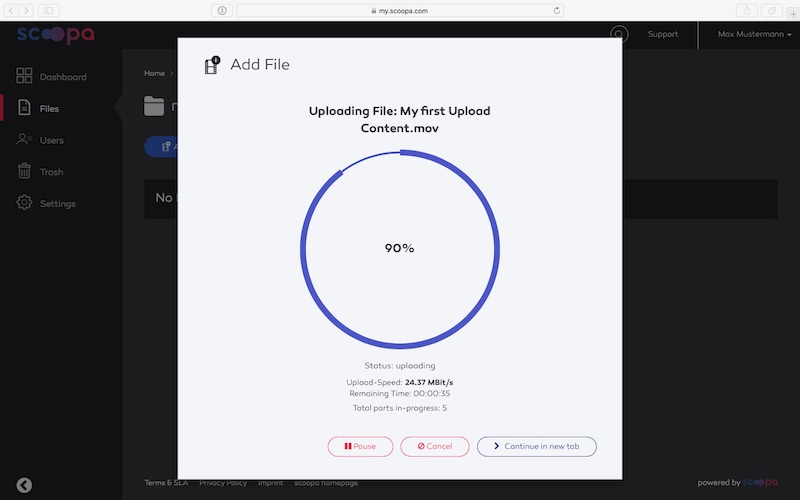 my.scoopa.com
scoopa
Support
Max Mustermann
Dashboard
Files
Users
Trash
Settings
Home
No
Add File
Uploading File: My first Upload
Content.mov
90%
Status: uploading
Upload-Speed: 24.37 MBit/s
Remaining Time: 00:00:35
Total parts in-progress: 5
Pause
Cancel
Continue in new tab
Terms & SLA
Privacy Policy
Imprint
scoopa homepage
powered by scoopa